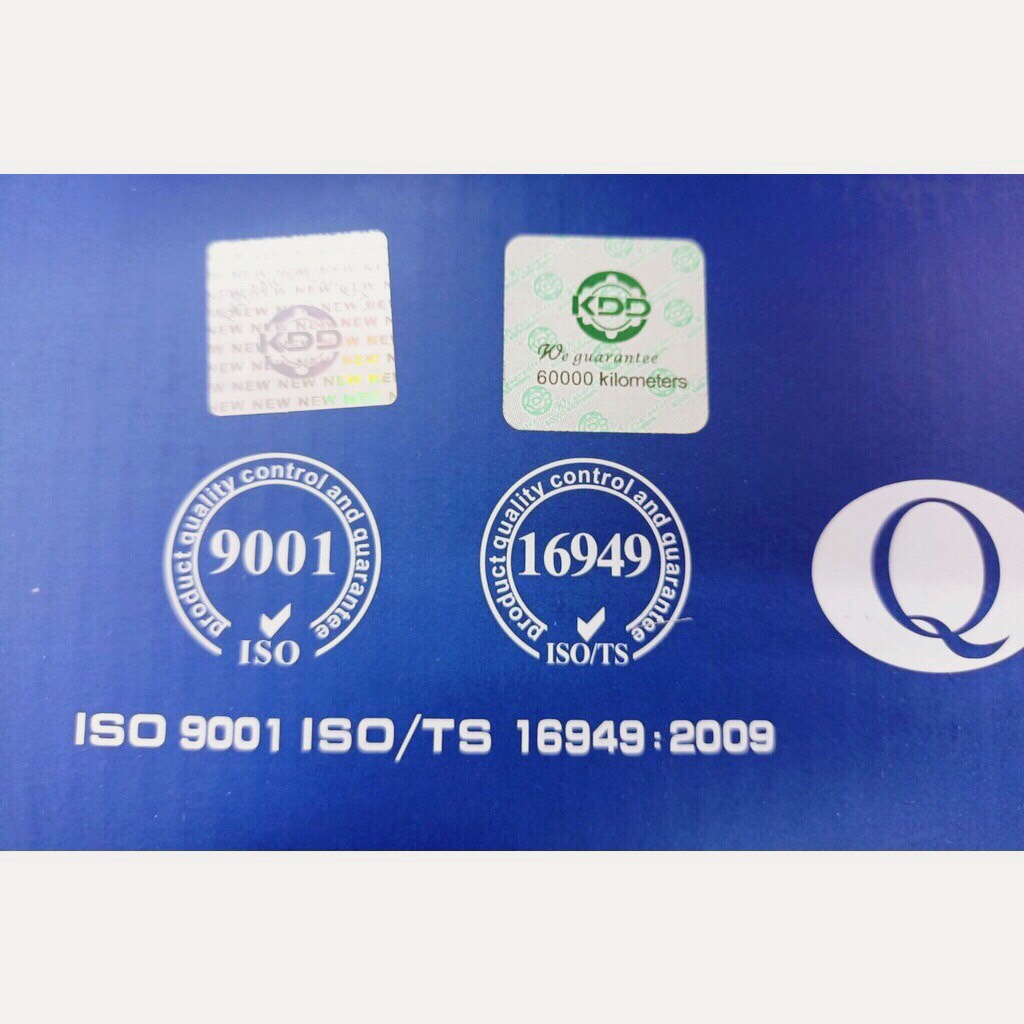 NEW NEW NEW NEW NEW NEW
KDD
KDD
We guarantee
60000 kilometers
product quality control and guarantee
9001
ISO
product quality control and guarantee
16949
ISO/TS
Q
ISO 9001 ISO/TS 16949:2009